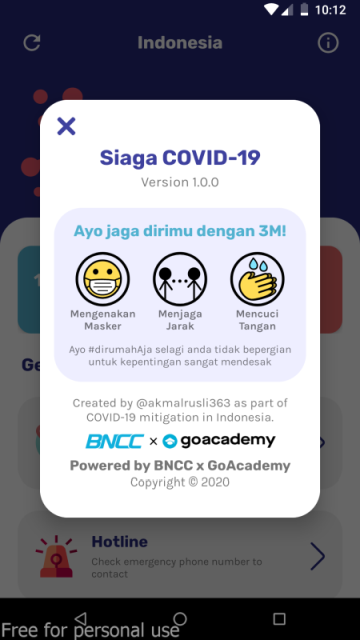 10:12
Indonesia
Siaga COVID-19
Version 1.0.0
Ayo jaga dirimu dengan 3M!
Mengenakan Masker
Menjaga Jarak
Mencuci Tangan
Ayo #dirumahAja selagi anda tidak bepergian
untuk kepentingan sangat mendesak
Ge
Created by @akmalrusli363 as part of
COVID-19 mitigation in Indonesia.
BNCC x goacademy
Powered by BNCC x GoAcademy
Copyright © 2020
Hotline
Check emergency phone number to
contact
Free for personal use